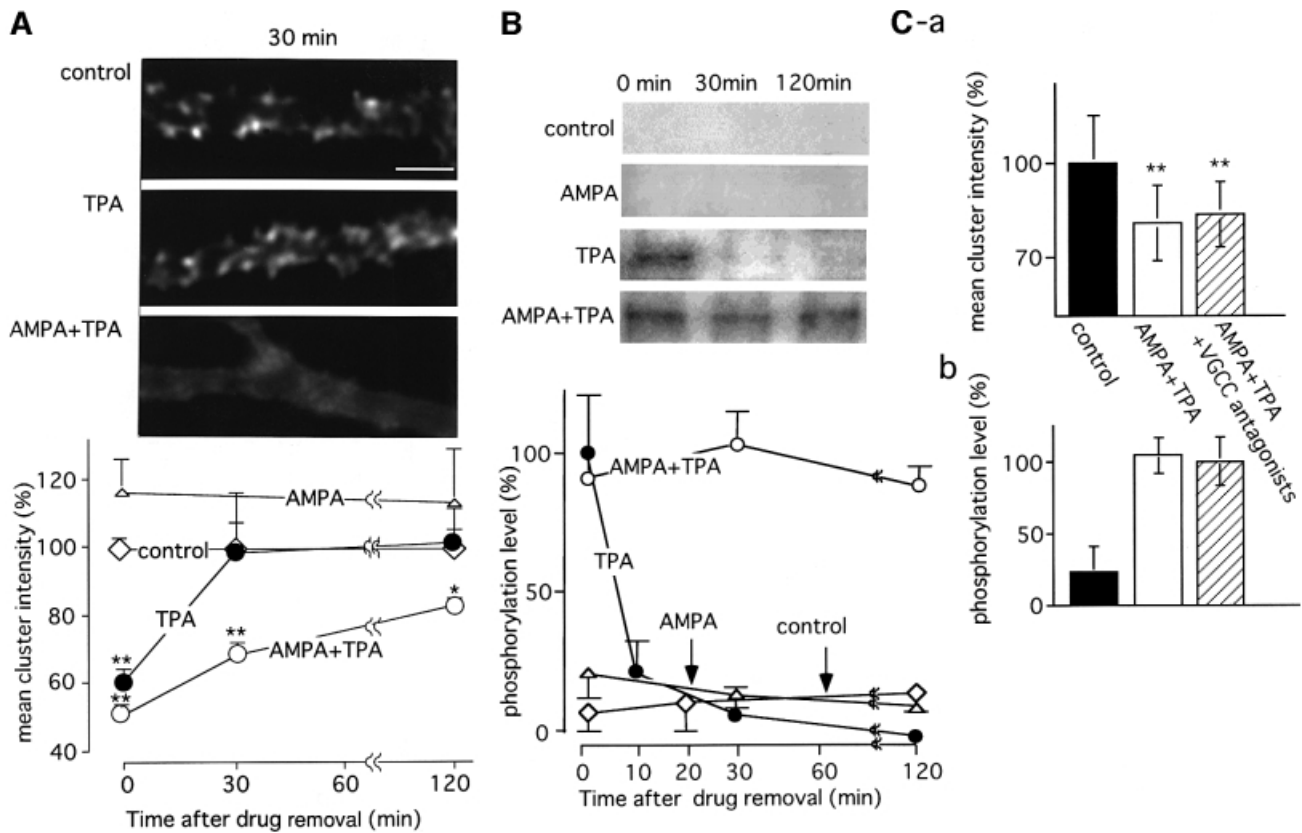 A
30 min
control
TPA
AMPA+TPA
mean cluster intensity (%)
120
100
80
60
40
AMPA
control
TPA
AMPA+TPA
**
**
**
*
0
30
60
120
Time after drug removal (min)
B
0 min 30min 120min
control
AMPA
TPA
AMPA+TPA
phosphorylation level (%)
100
50
0
AMPA+TPA
TPA
AMPA
control
0 10 20 30 60 120
Time after drug removal (min)
C-a
mean cluster intensity (%)
100
70
**
**
control
AMPA+TPA
AMPA+TPA
+VGCC antagonists
b
phosphorylation level (%)
100
50
0